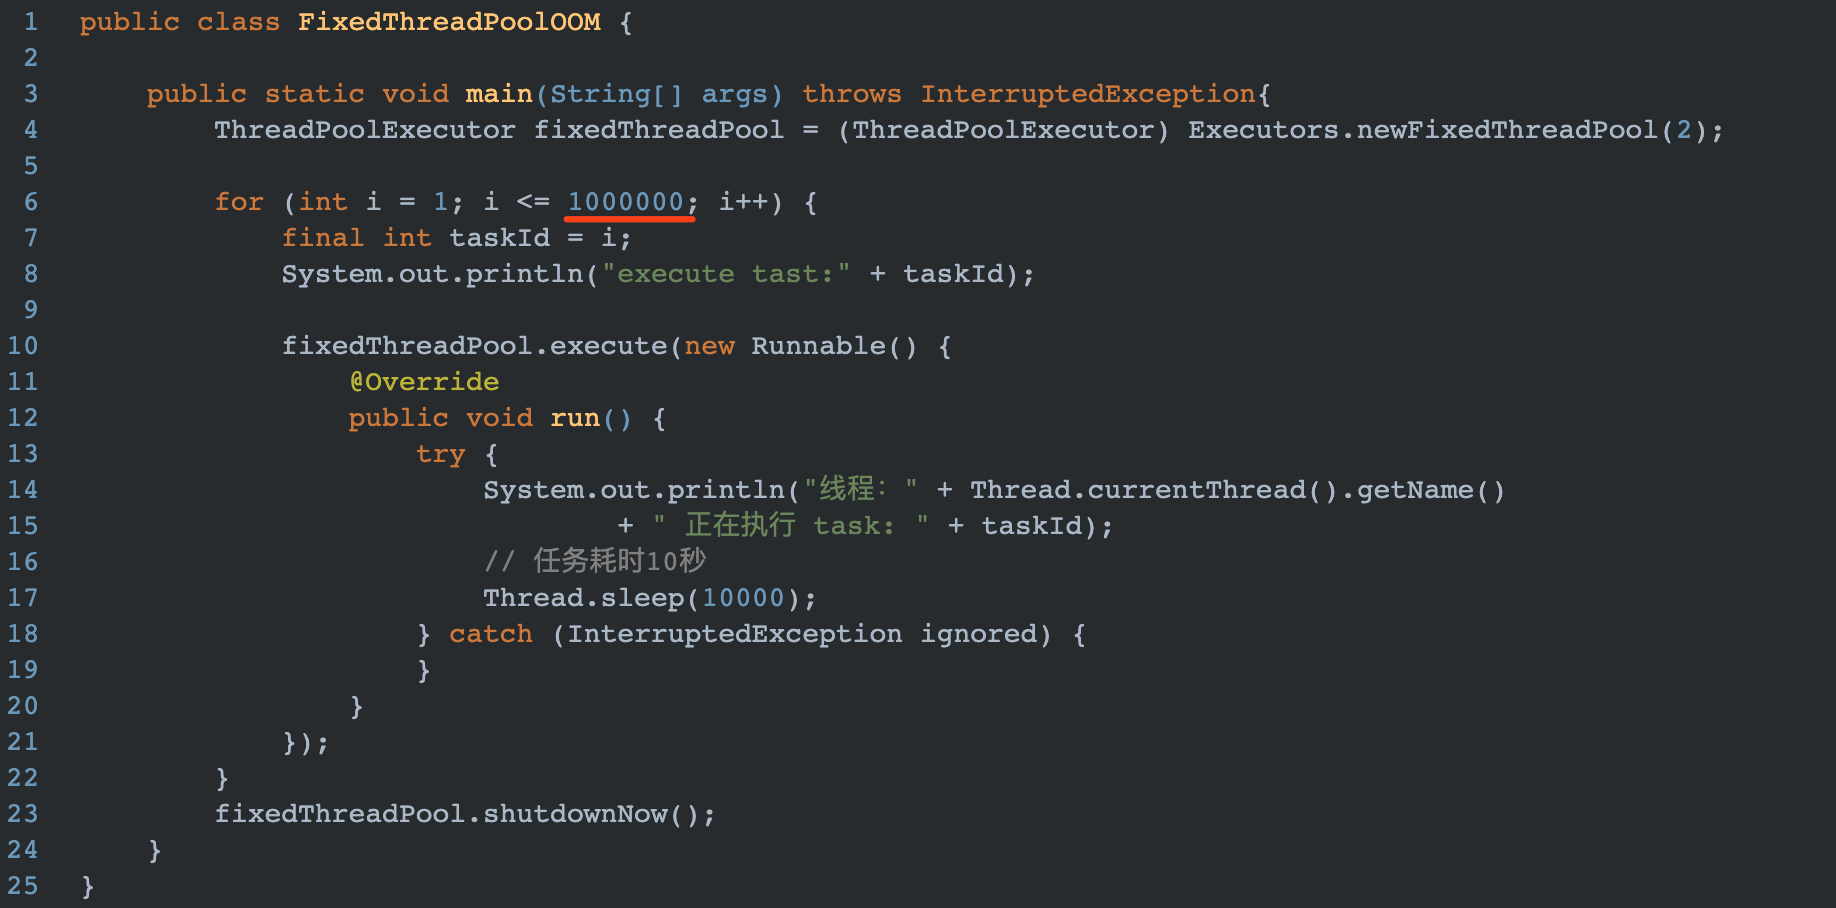 1 public class FixedThreadPoolOOM {
2
3     public static void main(String[] args) throws InterruptedException{
4         ThreadPoolExecutor fixedThreadPool = (ThreadPoolExecutor) Executors.newFixedThreadPool(2);
5
6         for (int i = 1; i <= 1000000; i++) {
7             final int taskId = i;
8             System.out.println("execute tast:" + taskId);
9
10             fixedThreadPool.execute(new Runnable() {
11                 @Override
12                 public void run() {
13                     try {
14                         System.out.println("线程：" + Thread.currentThread().getName()
15                                 + " 正在执行 task: " + taskId);
16                         // 任务耗时10秒
17                         Thread.sleep(10000);
18                     } catch (InterruptedException ignored) {
19                     }
20                 }
21             });
22         }
23         fixedThreadPool.shutdownNow();
24     }
25 }